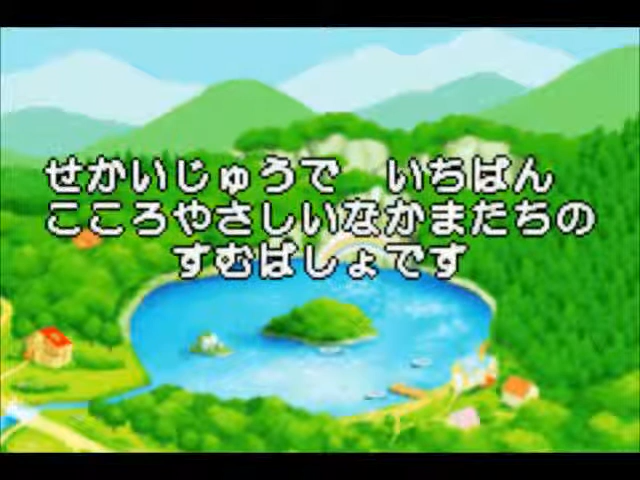 せかいじゅうで　いちばん
こころやさしいなかまたちの
すむばしょです